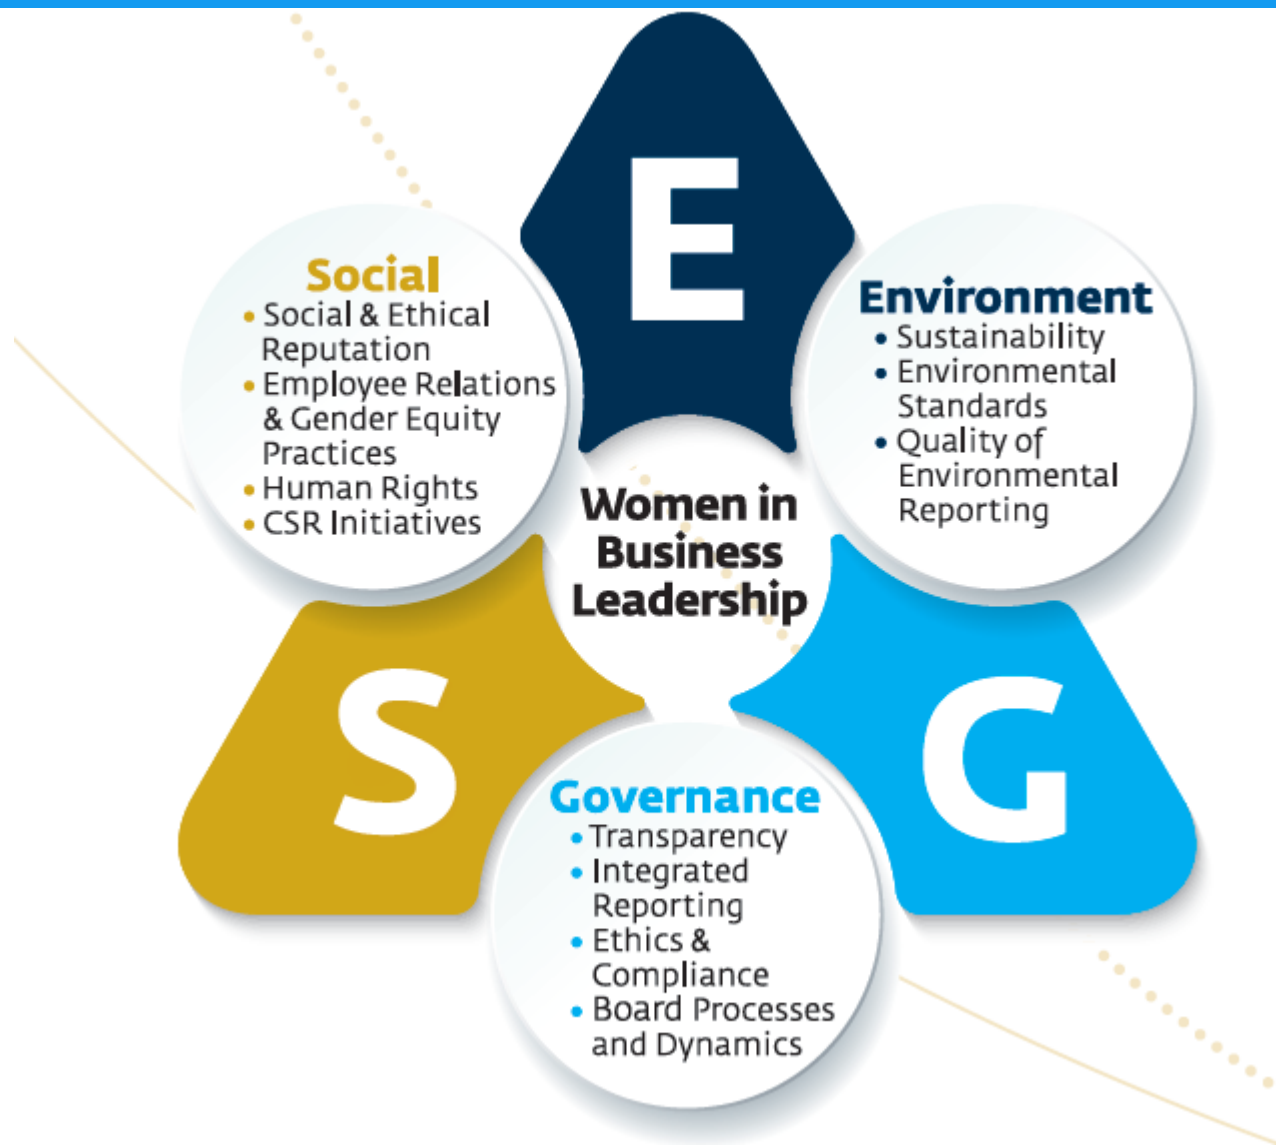 E
Social
• Social & Ethical
Reputation
• Employee Relations
& Gender Equity
Practices
• Human Rights
• CSR Initiatives
Environment
• Sustainability
• Environmental
Standards
• Quality of
Environmental
Reporting
Women in
Business
Leadership
S
G
Governance
• Transparency
• Integrated
Reporting
• Ethics &
Compliance
• Board Processes
and Dynamics